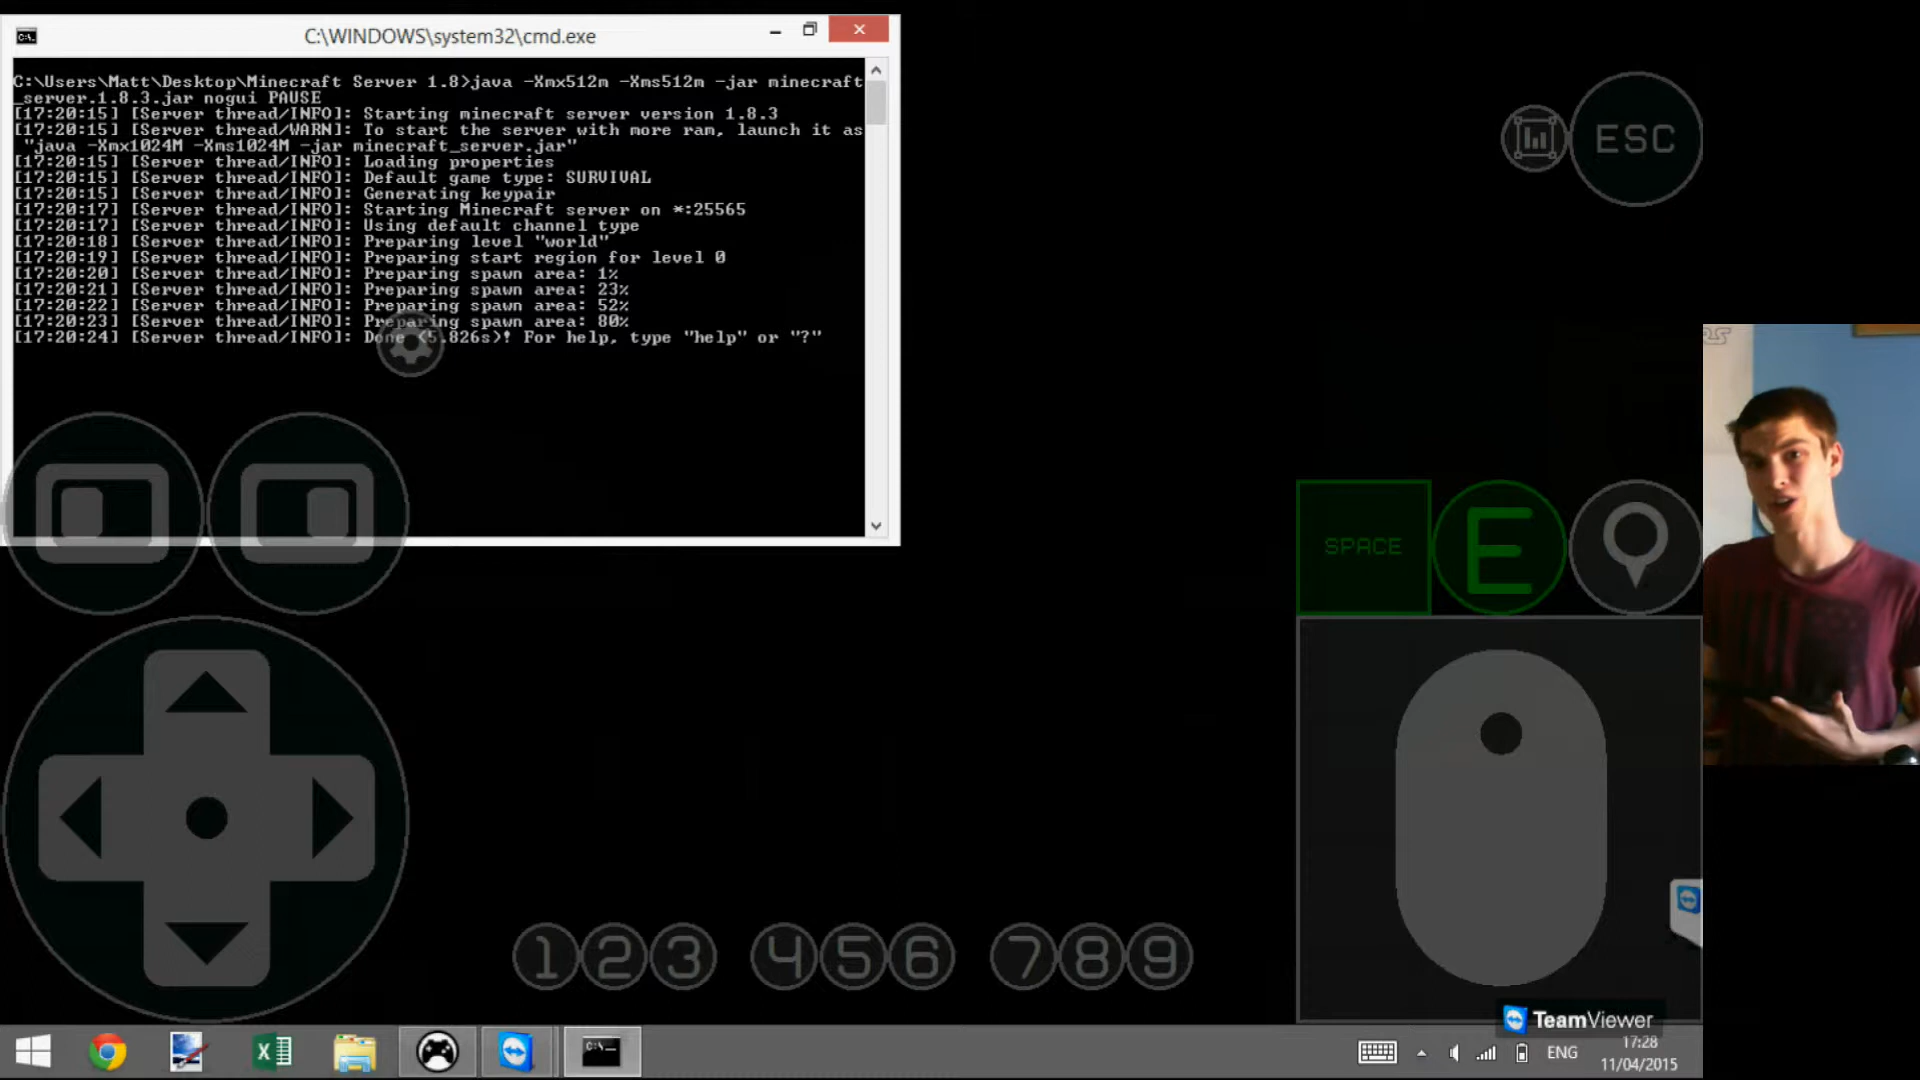 C:\WINDOWS\system32\cmd.exe
C:\Users\Matt\Desktop\Minecraft Server 1.8>java -Xmx512m -Xms512m -jar minecraft
_server.1.8.3.jar nogui PAUSE
[17:20:15] [Server thread/INFO]: Starting minecraft server version 1.8.3
[17:20:15] [Server thread/WARN]: To start the server with more ram, launch it as
"java -Xmx1024M -Xms1024M -jar minecraft_server.jar"
[17:20:15] [Server thread/INFO]: Loading properties
[17:20:15] [Server thread/INFO]: Default game type: SURVIVAL
[17:20:15] [Server thread/INFO]: Generating keypair
[17:20:17] [Server thread/INFO]: Starting Minecraft server on *:25565
[17:20:17] [Server thread/INFO]: Using default channel type
[17:20:18] [Server thread/INFO]: Preparing level "world"
[17:20:19] [Server thread/INFO]: Preparing start region for level 0
[17:20:20] [Server thread/INFO]: Preparing spawn area: 1%
[17:20:21] [Server thread/INFO]: Preparing spawn area: 23%
[17:20:22] [Server thread/INFO]: Preparing spawn area: 52%
[17:20:23] [Server thread/INFO]: Preparing spawn area: 80%
[17:20:24] [Server thread/INFO]: Done (5.826s)! For help, type "help" or "?"
ESC
SPACE
E
1 2 3 4 5 6 7 8 9
TeamViewer
ENG
17:28
11/04/2015